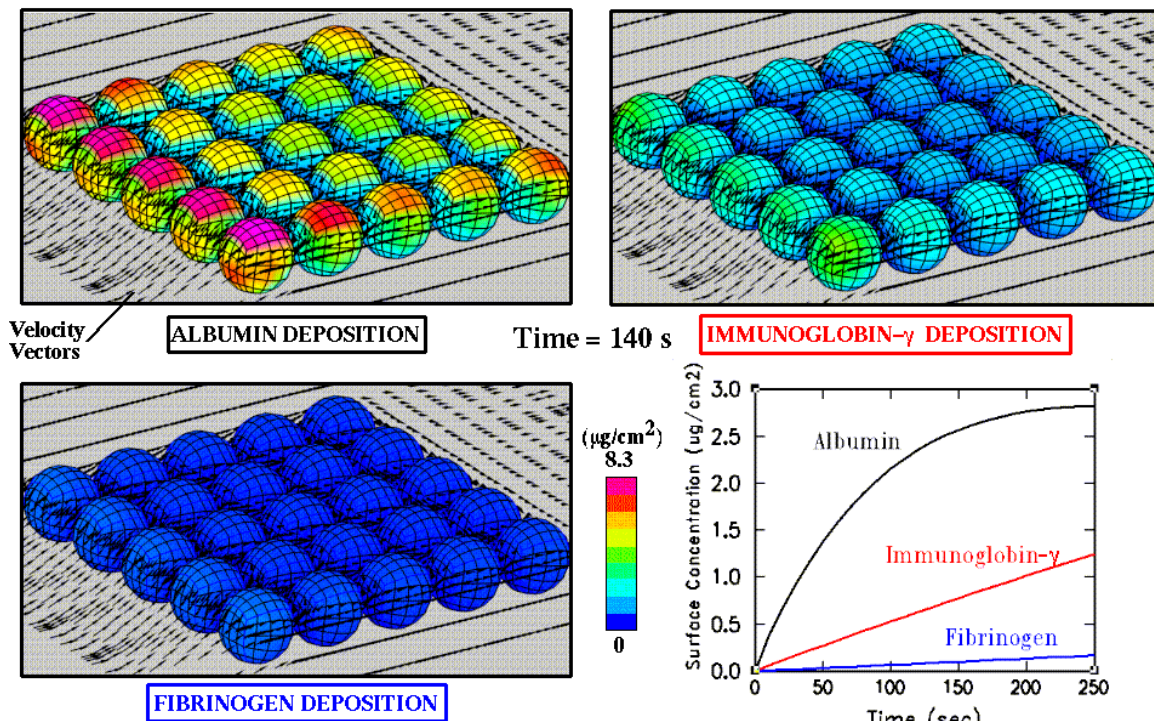 Velocity
Vectors
ALBUMIN DEPOSITION
Time = 140 s
IMMUNOGLOBIN-γ DEPOSITION
(μg/cm²)
8.3
0
FIBRINOGEN DEPOSITION
Surface Concentration (ug/cm2)
3.0
2.5
2.0
1.5
1.0
0.5
0.0
Albumin
Immunoglobin-γ
Fibrinogen
0 50 100 150 200 250
Time (sec)